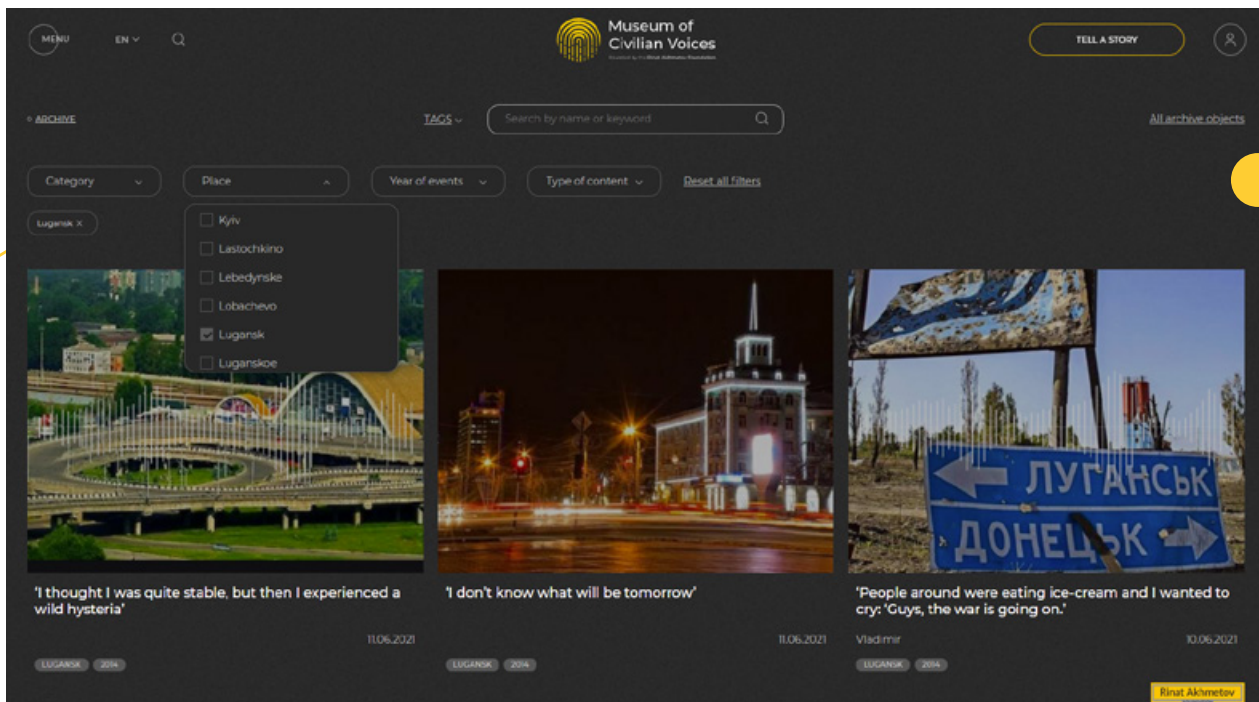 MENU
EN
Museum of
Civilian Voices
TELL A STORY
ARCHIVE
TAGS
Search by name or keyword
All archive objects
Category
Place
Year of events
Type of content
Reset all filters
Lugansk ×
Kyiv
Lastochkino
Lebedynske
Lobachevo
Lugansk
Luganskoe
ЛУГАНСЬК
ДОНЕЦЬК
'I thought I was quite stable, but then I experienced a
wild hysteria'
11.06.2021
LUGANSK 2014
'I don't know what will be tomorrow'
11.06.2021
LUGANSK 2014
'People around were eating ice-cream and I wanted to
cry: 'Guys, the war is going on.'
Vladimir
10.06.2021
LUGANSK 2014
Rinat Akhmetov